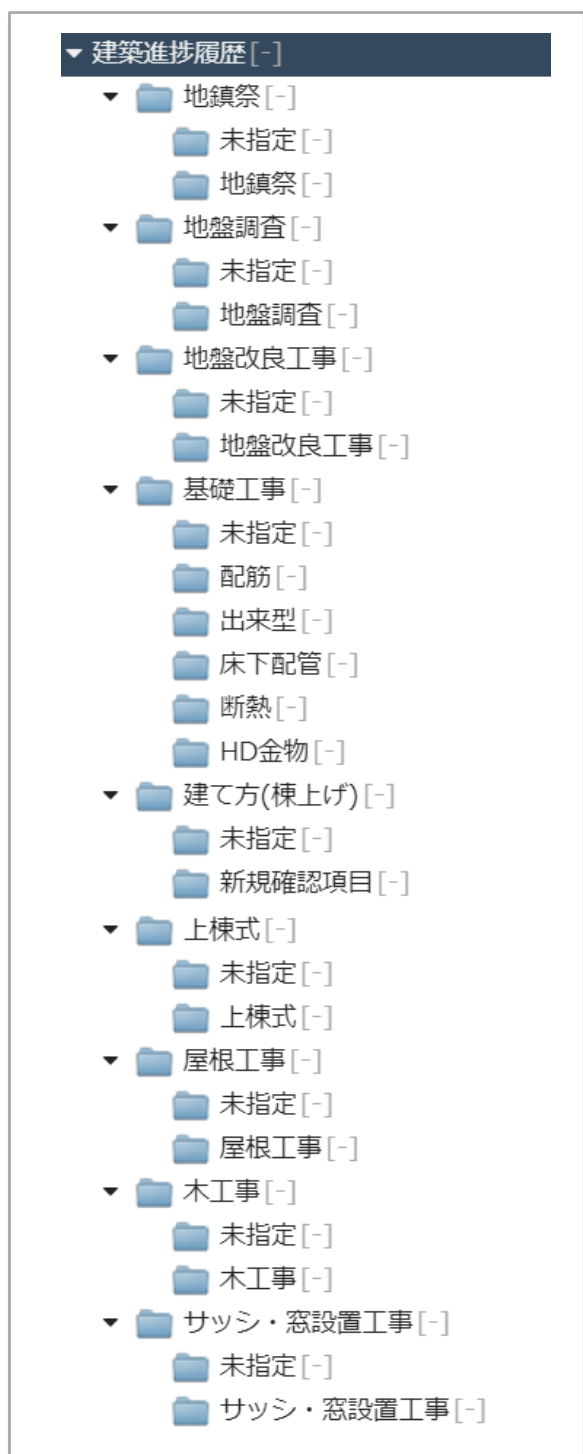 建築進捗履歴[-]
地鎮祭[-]
未指定[-]
地鎮祭[-]
地盤調査[-]
未指定[-]
地盤調査[-]
地盤改良工事[-]
未指定[-]
地盤改良工事[-]
基礎工事[-]
未指定[-]
配筋[-]
出来型[-]
床下配管[-]
断熱[-]
HD金物[-]
建て方(棟上げ)[-]
未指定[-]
新規確認項目[-]
上棟式[-]
未指定[-]
上棟式[-]
屋根工事[-]
未指定[-]
屋根工事[-]
木工事[-]
未指定[-]
木工事[-]
サッシ・窓設置工事[-]
未指定[-]
サッシ・窓設置工事[-]